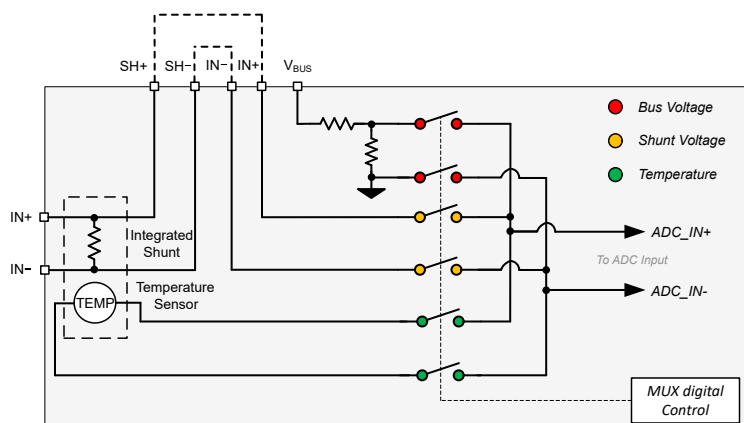 SH+ SH– IN– IN+ VBUS
Bus Voltage
Shunt Voltage
Temperature
IN+
Integrated
Shunt
ADC_IN+
To ADC Input
IN–
Temperature
Sensor
TEMP
ADC_IN-
MUX digital
Control